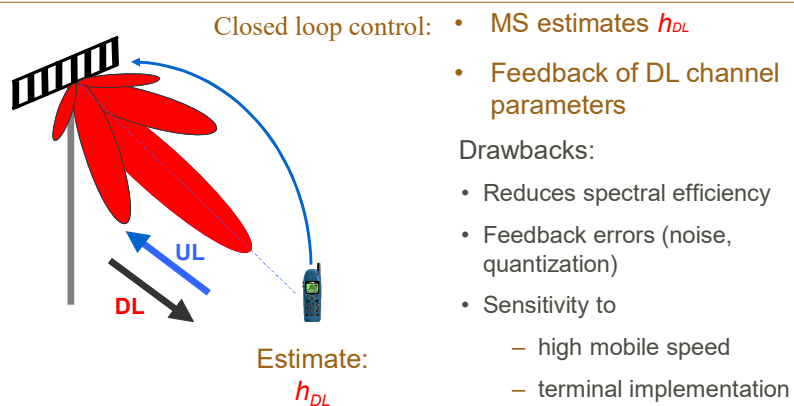 Closed loop control:
• MS estimates hDL
• Feedback of DL channel
parameters
Drawbacks:
• Reduces spectral efficiency
• Feedback errors (noise,
quantization)
• Sensitivity to
– high mobile speed
– terminal implementation
UL
DL
Estimate:
hDL